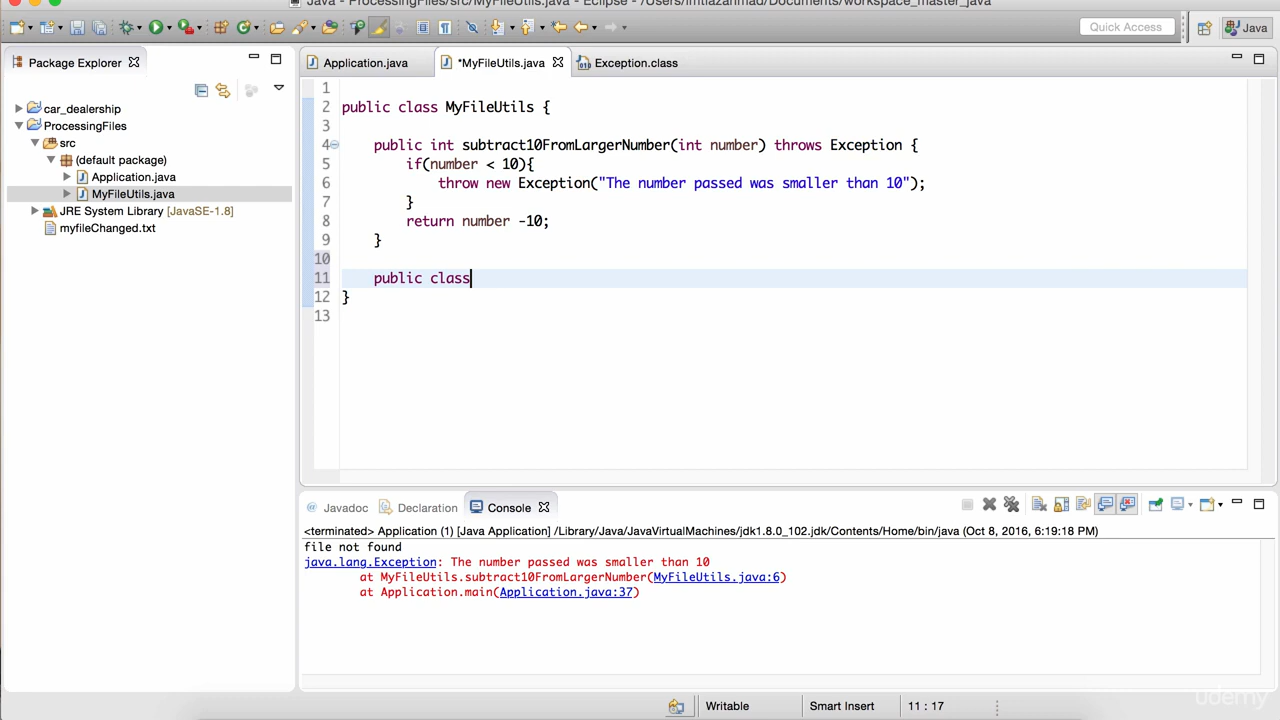 Java - ProcessingFiles/src/MyFileUtils.java - Eclipse - /Users/imtiazahmad/Documents/workspace_master_java
Quick Access
Java
Package Explorer
Application.java
*MyFileUtils.java
Exception.class
car_dealership
ProcessingFiles
src
(default package)
Application.java
MyFileUtils.java
JRE System Library [JavaSE-1.8]
myfileChanged.txt
1
2 public class MyFileUtils {
3
4 public int subtract10FromLargerNumber(int number) throws Exception {
5 if(number < 10){
6 throw new Exception("The number passed was smaller than 10");
7 }
8 return number -10;
9 }
10
11 public class
12 }
13
@ Javadoc
Declaration
Console
<terminated> Application (1) [Java Application] /Library/Java/JavaVirtualMachines/jdk1.8.0_102.jdk/Contents/Home/bin/java (Oct 8, 2016, 6:19:18 PM)
file not found
java.lang.Exception: The number passed was smaller than 10
at MyFileUtils.subtract10FromLargerNumber(MyFileUtils.java:6)
at Application.main(Application.java:37)
Writable
Smart Insert
11 : 17
udemy